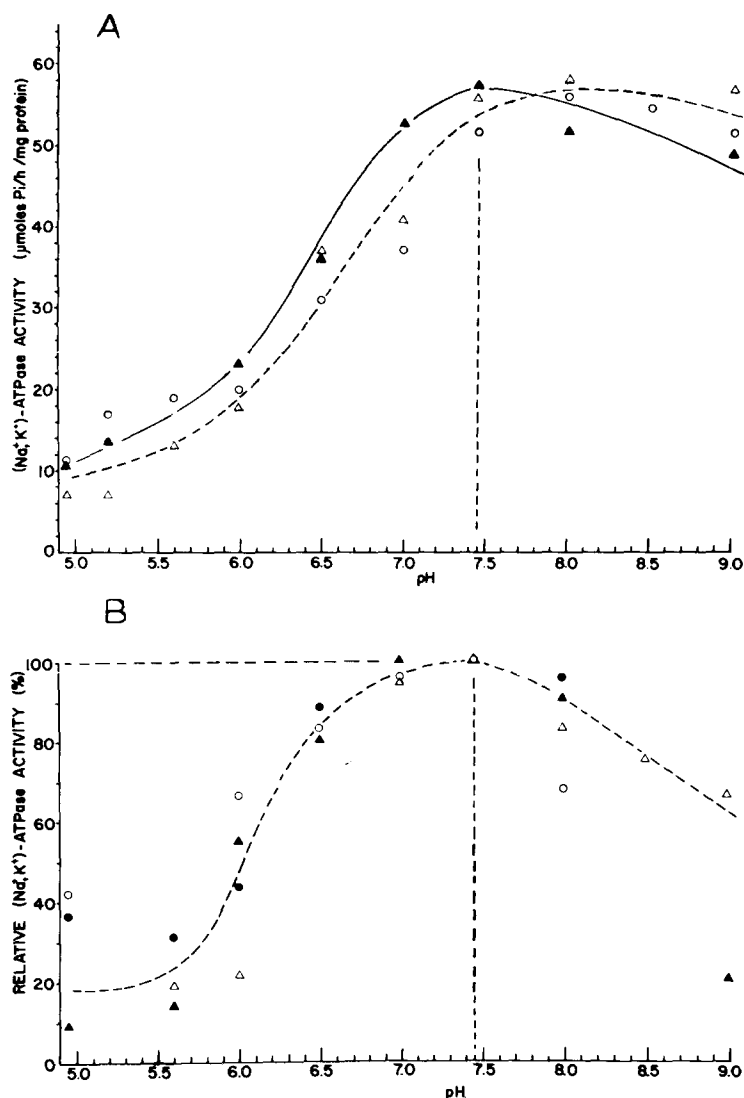 A
(Na⁺,K⁺)-ATPase ACTIVITY (μmoles Pi/h/mg protein)
60
50
40
30
20
10
0
5.0 5.5 6.0 6.5 7.0 7.5 8.0 8.5 9.0
pH
B
RELATIVE (Na⁺,K⁺)-ATPase ACTIVITY (%)
100
80
60
40
20
0
5.0 5.5 6.0 6.5 7.0 7.5 8.0 8.5 9.0
pH